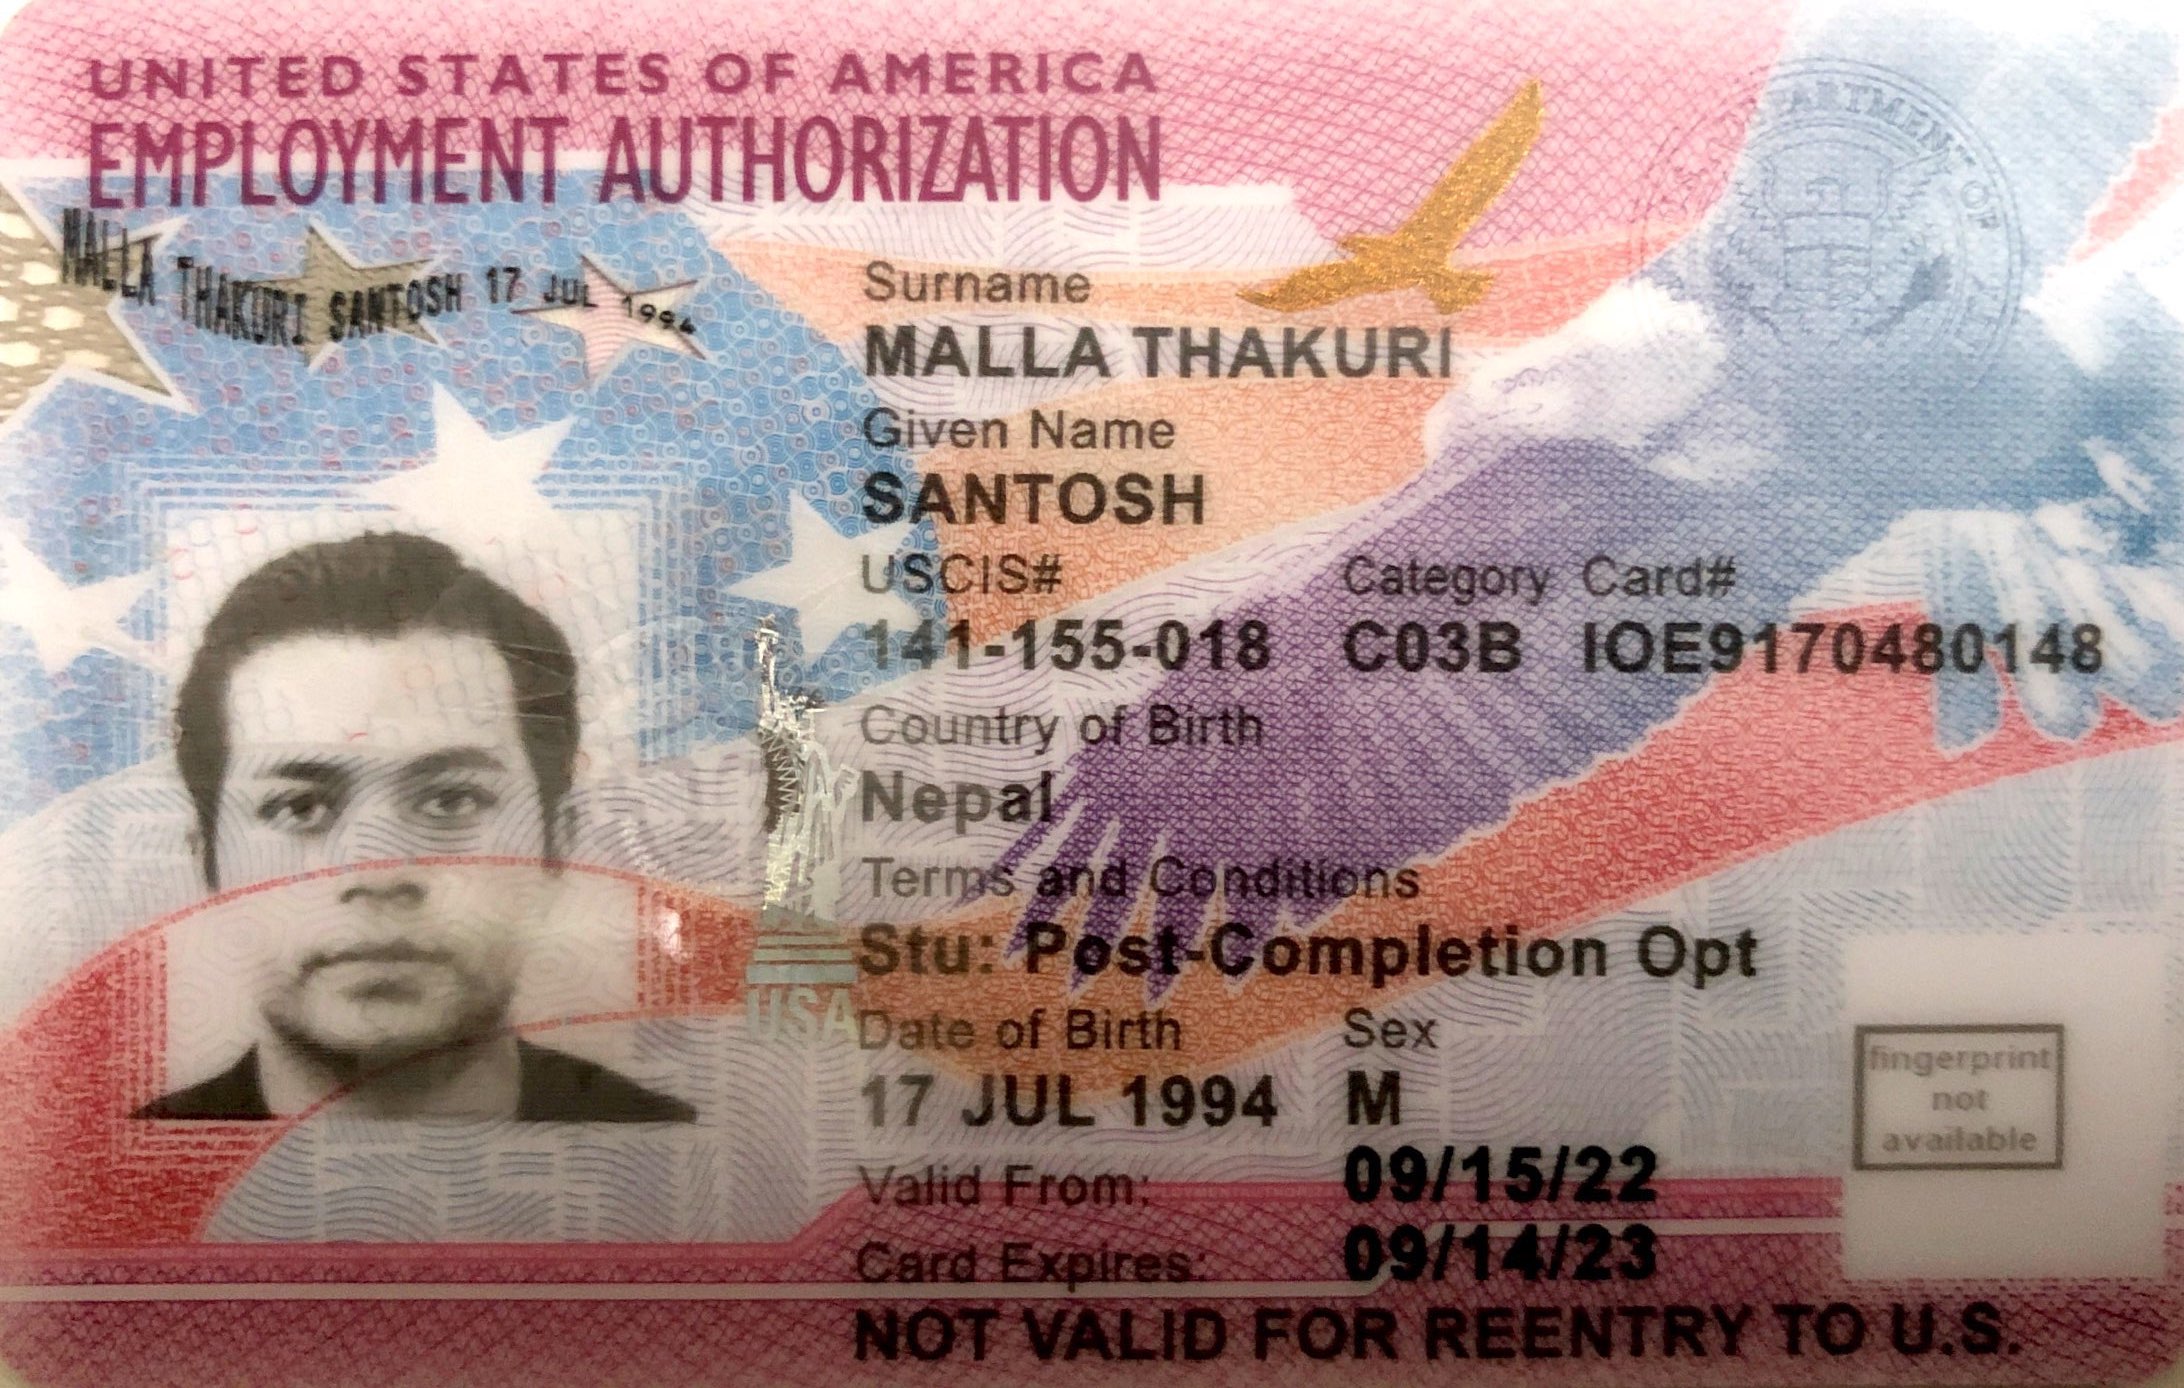 UNITED STATES OF AMERICA
EMPLOYMENT AUTHORIZATION
MALLA THAKURI SANTOSH 17 JUL 1994
DEPARTMENT OF
Surname
MALLA THAKURI
Given Name
SANTOSH
USCIS# Category Card#
141-155-018 C03B IOE9170480148
Country of Birth
Nepal
Terms and Conditions
Stu: Post-Completion Opt
USA
Date of Birth Sex
17 JUL 1994 M
fingerprint
not
available
Valid From: 09/15/22
Card Expires: 09/14/23
NOT VALID FOR REENTRY TO U.S.